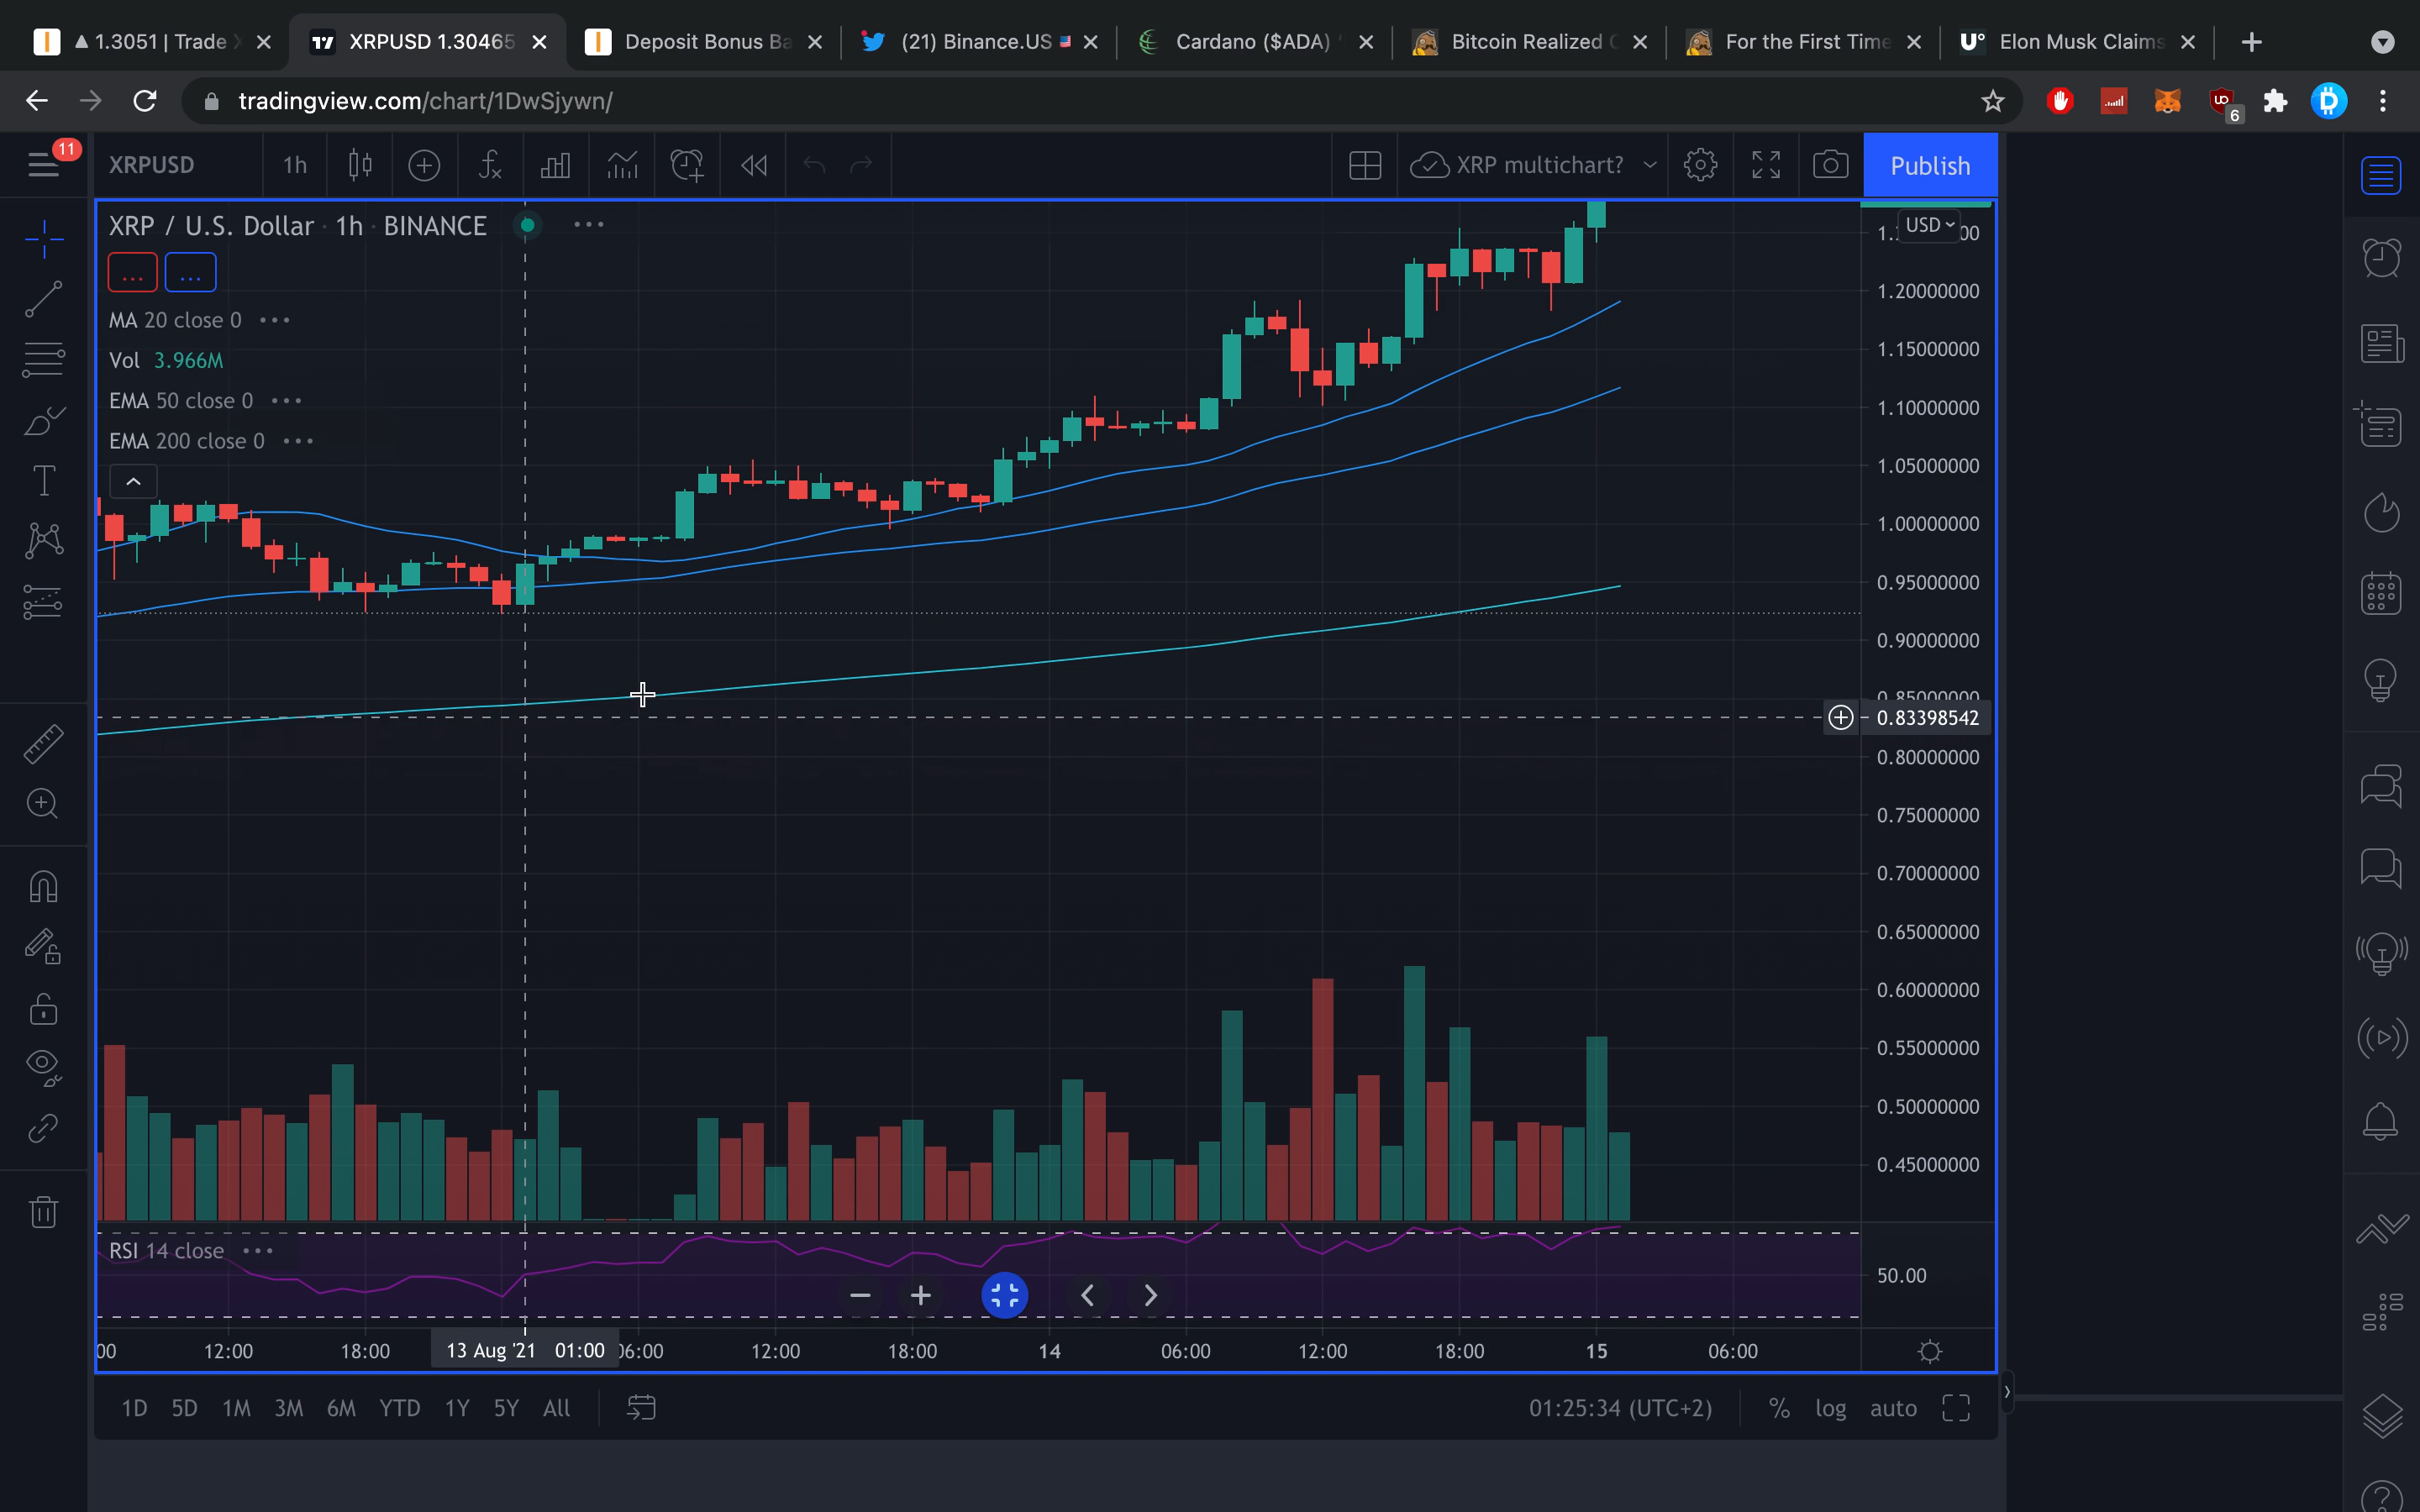 ▲ 1.3051 | Trade X
XRPUSD 1.30465
Deposit Bonus Ba
(21) Binance.US
Cardano ($ADA)
Bitcoin Realized C
For the First Time
Elon Musk Claims
tradingview.com/chart/1DwSjywn/
6
11
XRPUSD
1h
XRP multichart?
Publish
XRP / U.S. Dollar · 1h · BINANCE
USD
MA 20 close 0
Vol 3.966M
EMA 50 close 0
EMA 200 close 0
1.20000000
1.15000000
1.10000000
1.05000000
1.00000000
0.95000000
0.90000000
0.85000000
0.83398542
0.80000000
0.75000000
0.70000000
0.65000000
0.60000000
0.55000000
0.50000000
0.45000000
RSI 14 close
50.00
:00 12:00 18:00 13 Aug '21 01:00 06:00 12:00 18:00 14 06:00 12:00 18:00 15 06:00
1D 5D 1M 3M 6M YTD 1Y 5Y All
01:25:34 (UTC+2)
% log auto